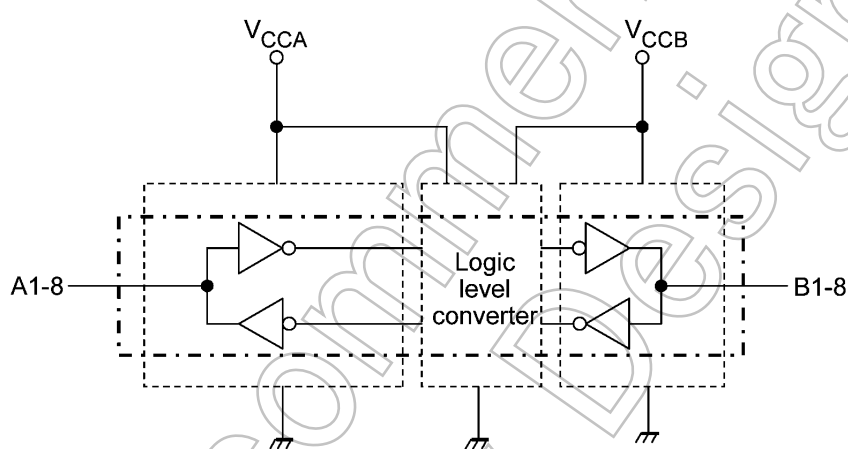 VCCA
VCCB
A1-8
Logic
level
converter
B1-8